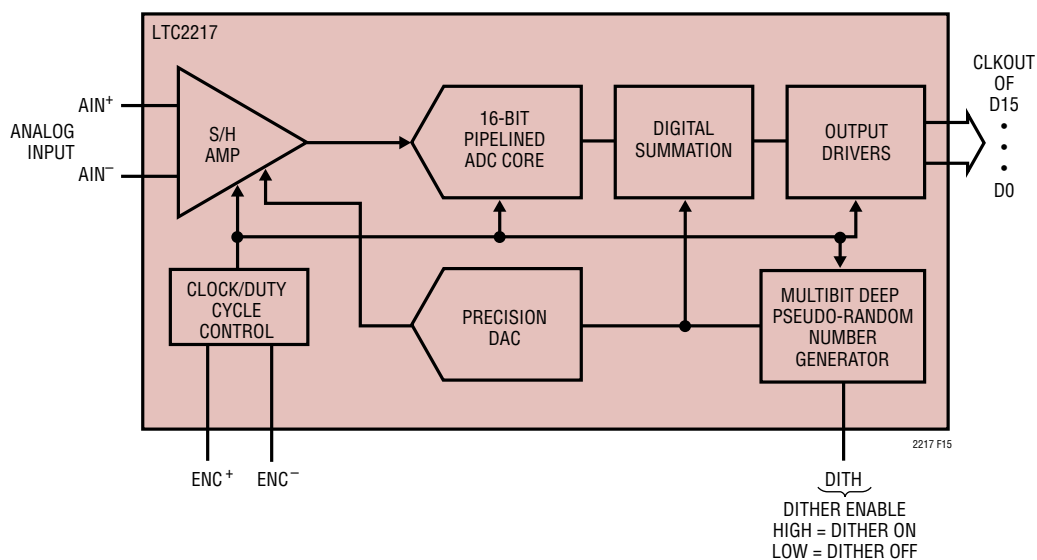 LTC2217
AIN+
ANALOG
INPUT
AIN−
S/H
AMP
16-BIT
PIPELINED
ADC CORE
DIGITAL
SUMMATION
OUTPUT
DRIVERS
CLKOUT
OF
D15
•
•
•
D0
CLOCK/DUTY
CYCLE
CONTROL
PRECISION
DAC
MULTIBIT DEEP
PSEUDO-RANDOM
NUMBER
GENERATOR
2217 F15
ENC+ ENC−
DITH
DITHER ENABLE
HIGH = DITHER ON
LOW = DITHER OFF